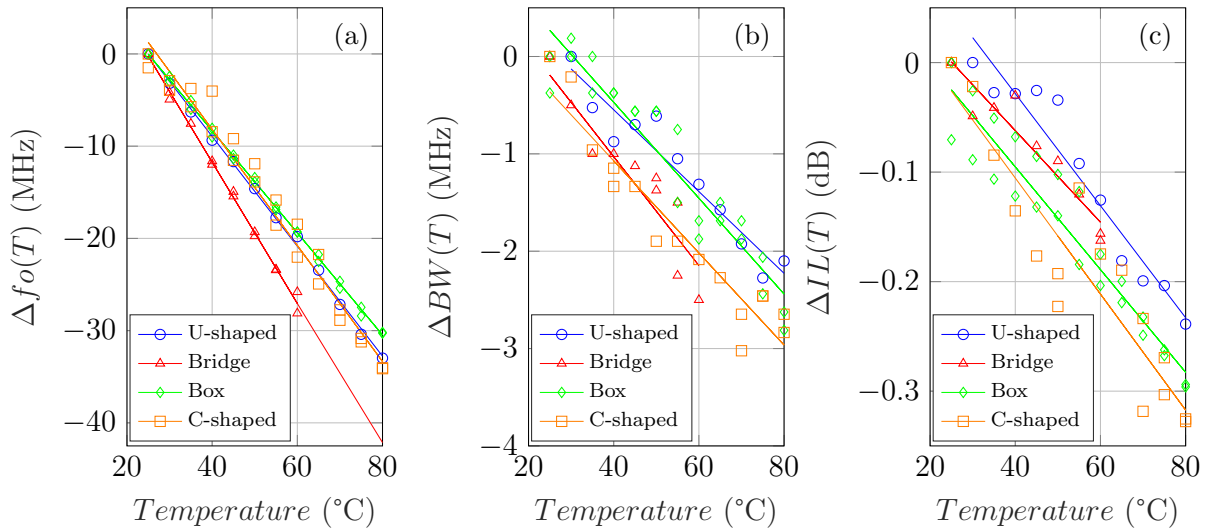 (a)
0
−10
−20
−30
−40
20 40 60 80
Δfo(T) (MHz)
Temperature (°C)
U-shaped
Bridge
Box
C-shaped
(b)
0
−1
−2
−3
−4
20 40 60 80
ΔBW(T) (MHz)
Temperature (°C)
U-shaped
Bridge
Box
C-shaped
(c)
0
−0.1
−0.2
−0.3
20 40 60 80
ΔIL(T) (dB)
Temperature (°C)
U-shaped
Bridge
Box
C-shaped